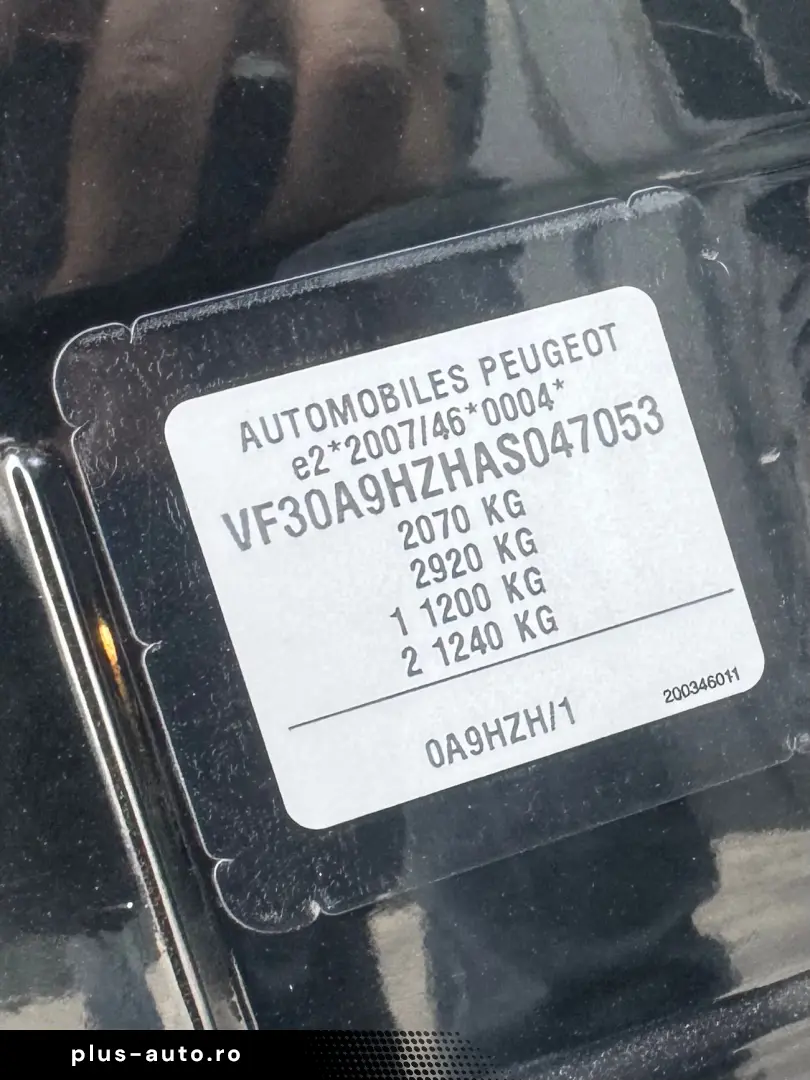 AUTOMOBILES PEUGEOT
e2*2007/46*0004*
VF30A9HZHAS047053
2070 KG
2920 KG
1 1200 KG
2 1240 KG
200346011
0A9HZH/1
plus-auto.ro